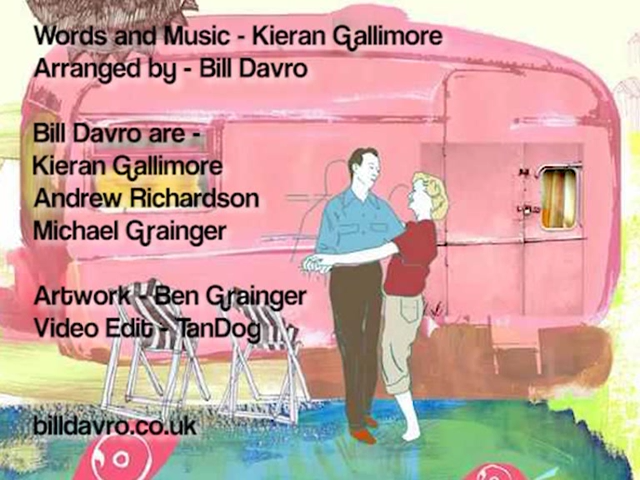 Words and Music - Kieran Gallimore
Arranged by - Bill Davro
Bill Davro are -
Kieran Gallimore
Andrew Richardson
Michael Grainger
Artwork - Ben Grainger
Video Edit - TanDog
billdavro.co.uk